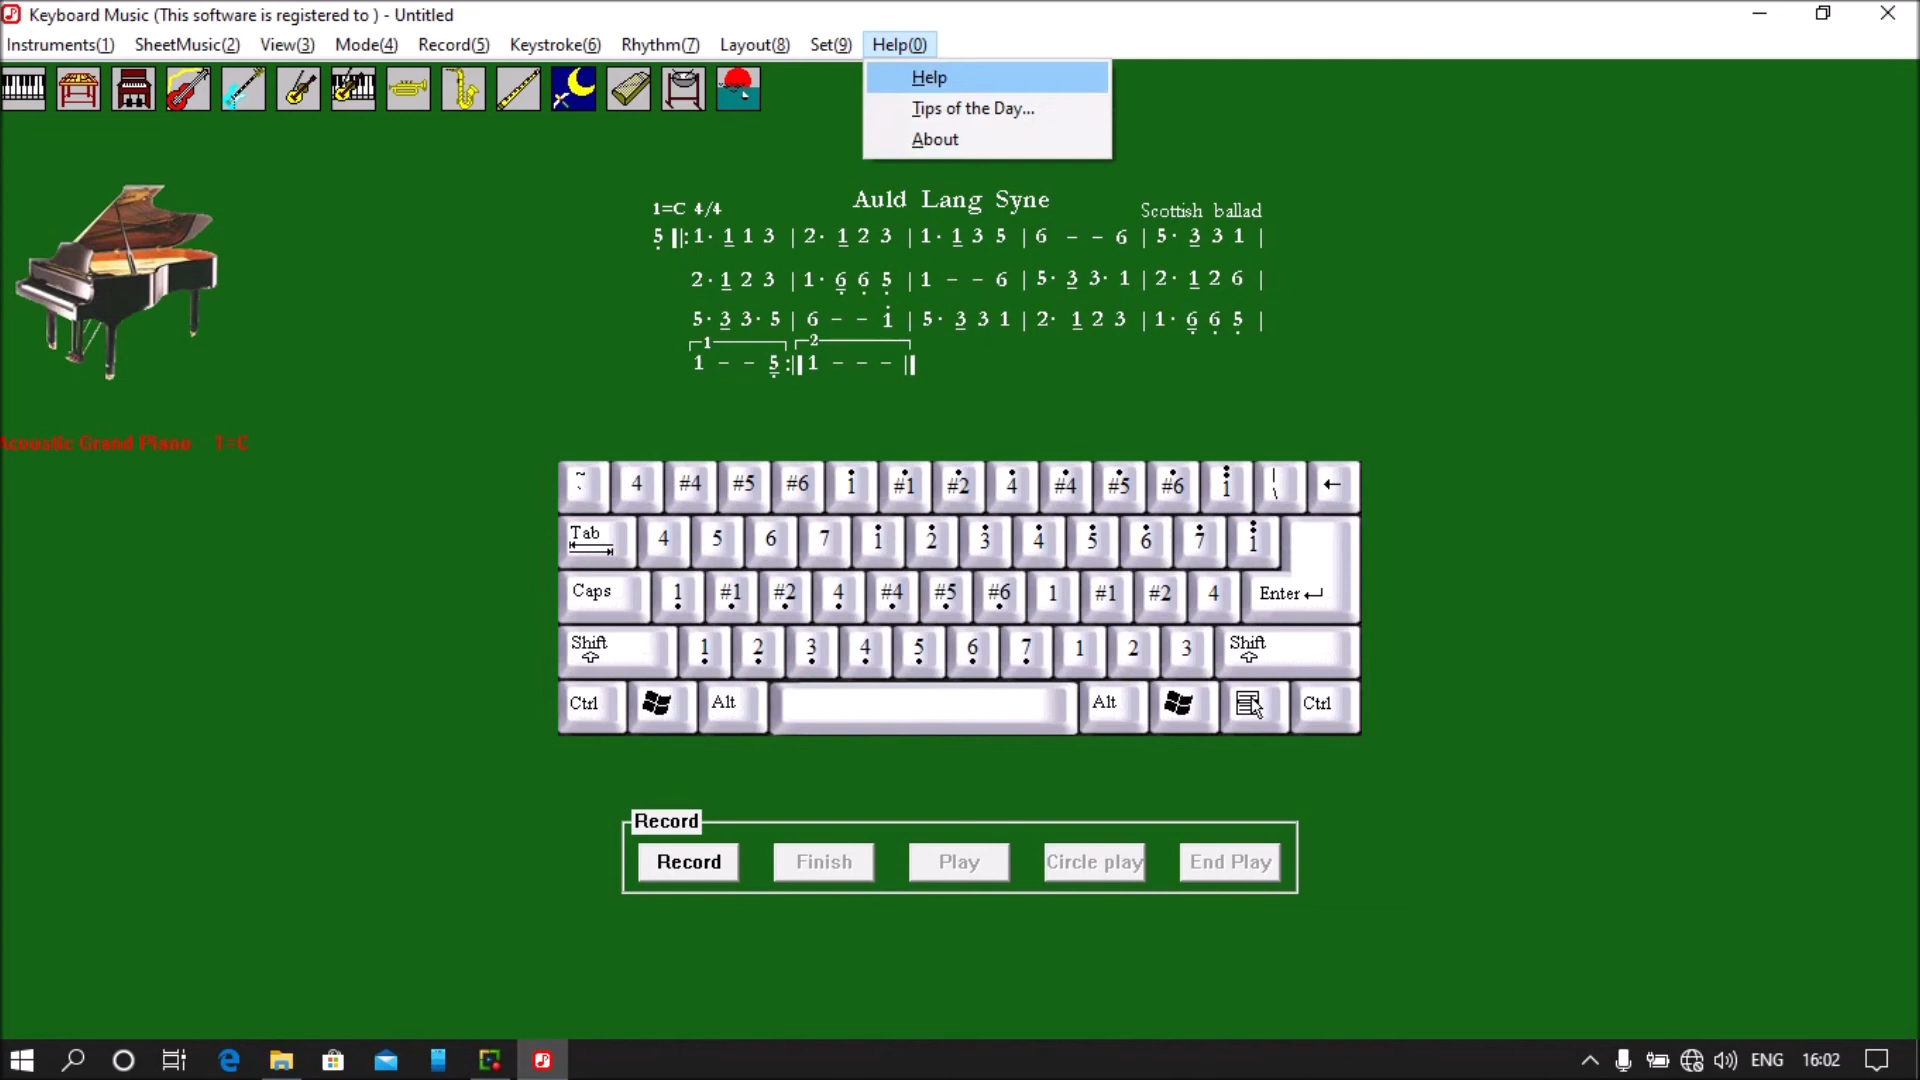 Keyboard Music (This software is registered to ) - Untitled
Instruments(1) SheetMusic(2) View(3) Mode(4) Record(5) Keystroke(6) Rhythm(7) Layout(8) Set(9) Help(0)
Help
Tips of the Day...
About
Auld Lang Syne
1=C 4/4 Scottish ballad
5̣ ‖: 1· 1̲ 1 3 | 2· 1̲ 2 3 | 1· 1̲ 3 5 | 6 – – 6 | 5· 3̲ 3 1 |
2· 1̲ 2 3 | 1· 6̲̣ 6̣ 5̣ | 1 – – 6 | 5· 3̲ 3· 1 | 2· 1̲ 2 6 |
5· 3̲ 3· 5 | 6 – – 1̇ | 5· 3̲ 3 1 | 2· 1̲ 2 3 | 1· 6̲̣ 6̣ 5̣ |
1 2
1 – – 5̲̣ :‖ 1 – – – ‖
Acoustic Grand Piano 1=C
~ ` 4 #4 #5 #6 1̇ #1̇ #2̇ 4̇ #4̇ #5̇ #6̇ 1̈ | \ ←
Tab 4 5 6 7 1̇ 2̇ 3̇ 4̇ 5̇ 6̇ 7̇ 1̈
Caps 1̣ #1̣ #2̣ 4̣ #4̣ #5̣ #6̣ 1 #1 #2 4 Enter
Shift 1̣ 2̣ 3̣ 4̣ 5̣ 6̣ 7̣ 1 2 3 Shift
Ctrl Alt Alt Ctrl
Record
Record Finish Play Circle play End Play
ENG 16:02